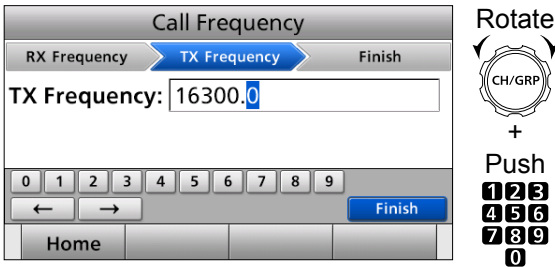 Call Frequency
RX Frequency TX Frequency Finish
TX Frequency: 16300.0
0 1 2 3 4 5 6 7 8 9
← → Finish
Home
Rotate
CH/GRP
+
Push
1 2 3
4 5 6
7 8 9
0